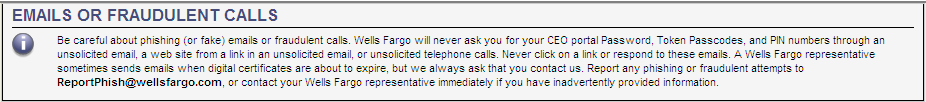 EMAILS OR FRAUDULENT CALLS
Be careful about phishing (or fake) emails or fraudulent calls. Wells Fargo will never ask you for your CEO portal Password, Token Passcodes, and PIN numbers through an
unsolicited email, a web site from a link in an unsolicited email, or unsolicited telephone calls. Never click on a link or respond to these emails. A Wells Fargo representative
sometimes sends emails when digital certificates are about to expire, but we always ask that you contact us. Report any phishing or fraudulent attempts to
ReportPhish@wellsfargo.com, or contact your Wells Fargo representative immediately if you have inadvertently provided information.